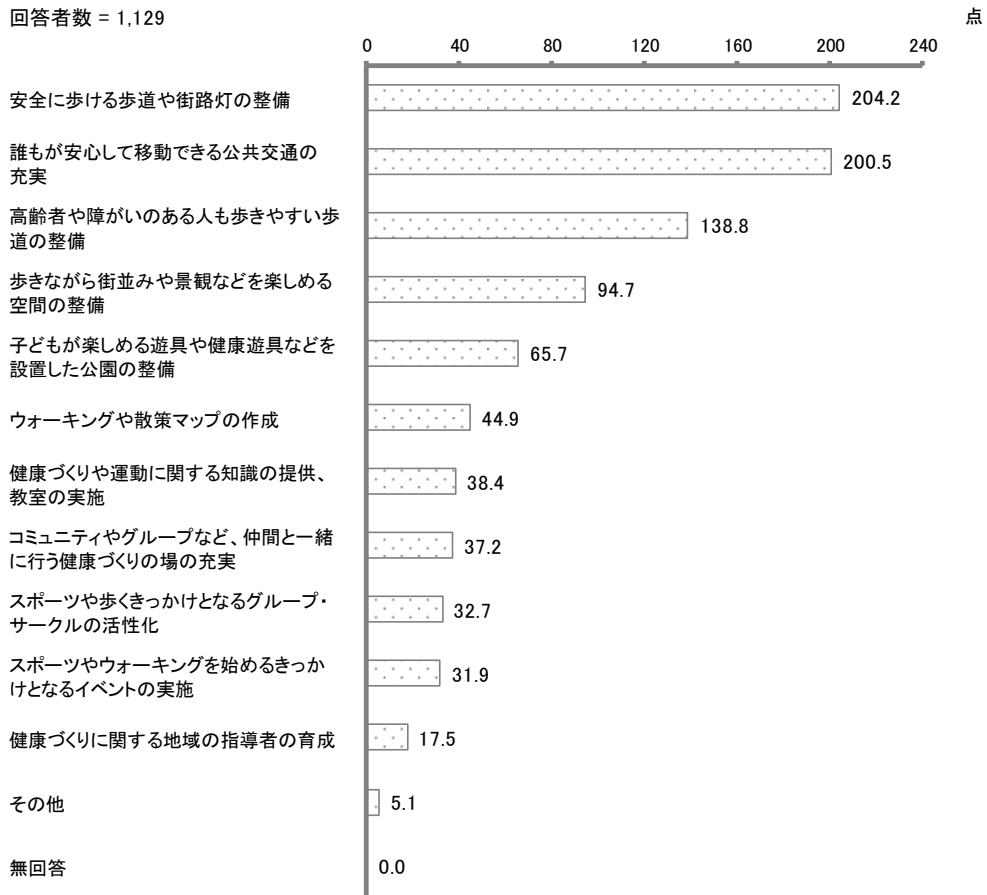 回答者数 = 1,129
点
0 40 80 120 160 200 240
安全に歩ける歩道や街路灯の整備
204.2
誰もが安心して移動できる公共交通の
充実
200.5
高齢者や障がいのある人も歩きやすい歩
道の整備
138.8
歩きながら街並みや景観などを楽しめる
空間の整備
94.7
子どもが楽しめる遊具や健康遊具などを
設置した公園の整備
65.7
ウォーキングや散策マップの作成
44.9
健康づくりや運動に関する知識の提供、
教室の実施
38.4
コミュニティやグループなど、仲間と一緒
に行う健康づくりの場の充実
37.2
スポーツや歩くきっかけとなるグループ・
サークルの活性化
32.7
スポーツやウォーキングを始めるきっか
けとなるイベントの実施
31.9
健康づくりに関する地域の指導者の育成
17.5
その他
5.1
無回答
0.0